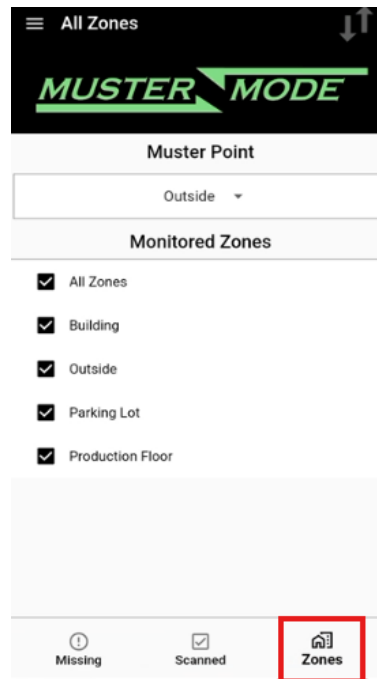 All Zones
MUSTER MODE
Muster Point
Outside
Monitored Zones
All Zones
Building
Outside
Parking Lot
Production Floor
Missing Scanned Zones